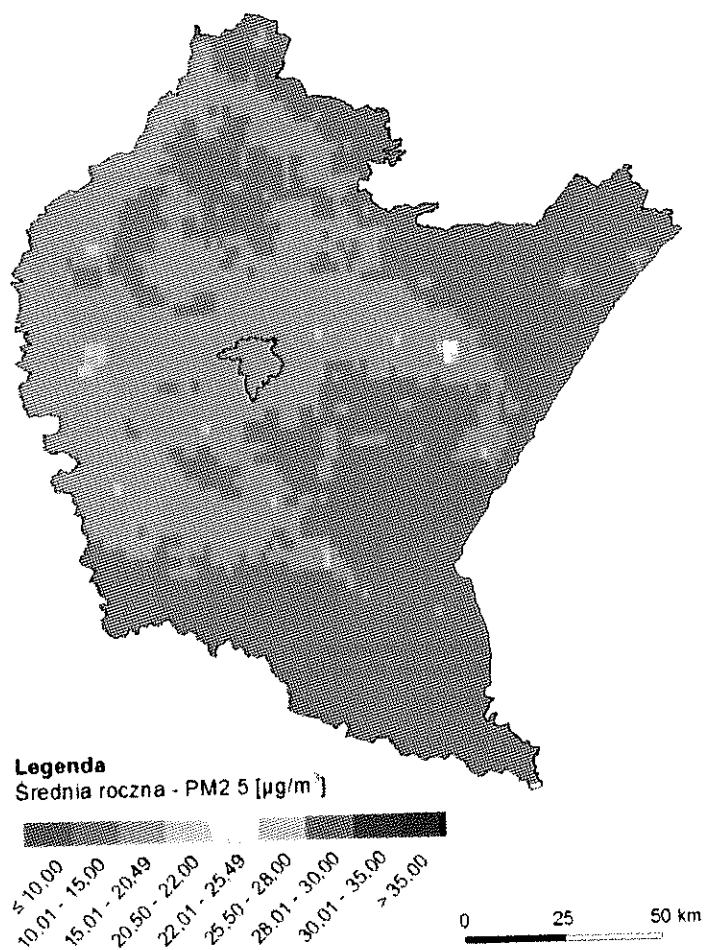 Legenda
Średnia roczna - PM2 5 [µg/m³]
≤ 10,00
10.01 - 15.00
15.01 - 20,49
20,50 - 22,00
22.01 - 25.49
25,50 - 28,00
28.01 - 30,00
30.01 - 35.00
> 35.00
0 25 50 km